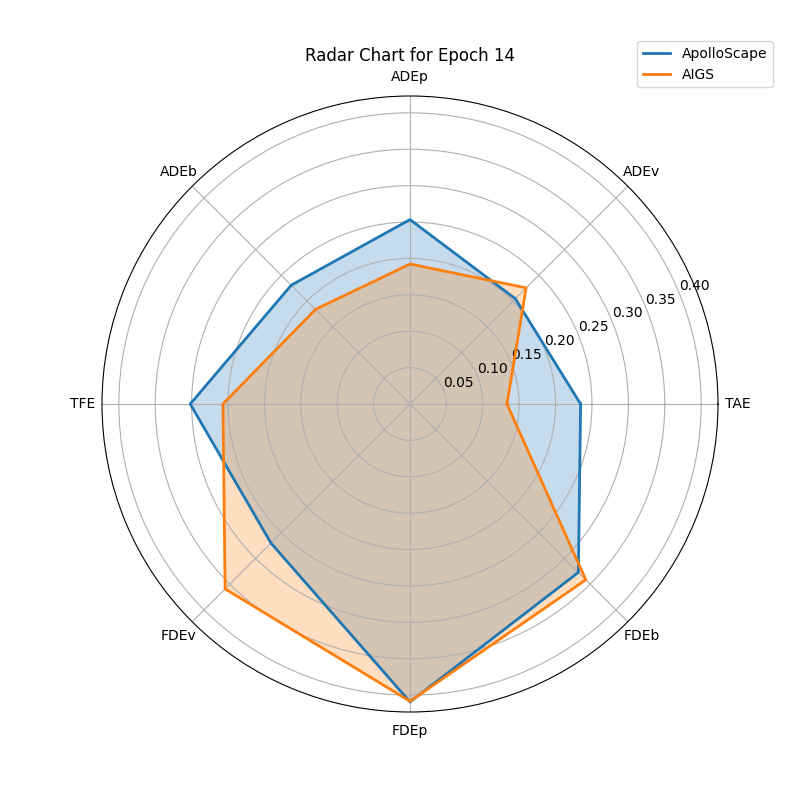 Radar Chart for Epoch 14
ApolloScape
AIGS
ADEp
ADEb
ADEv
0.40
0.35
0.30
0.25
0.20
0.15
0.10
0.05
TFE
TAE
FDEv
FDEb
FDEp